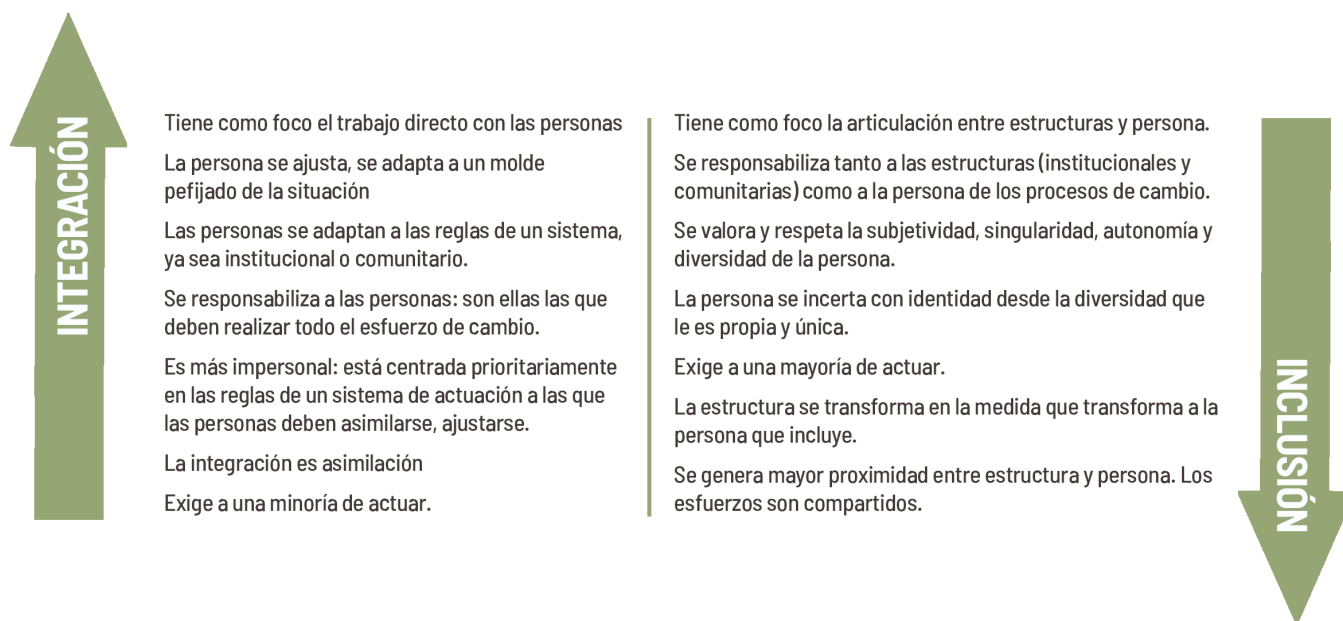 INTEGRACIÓN
Tiene como foco el trabajo directo con las personas
La persona se ajusta, se adapta a un molde
pefijado de la situación
Las personas se adaptan a las reglas de un sistema,
ya sea institucional o comunitario.
Se responsabiliza a las personas: son ellas las que
deben realizar todo el esfuerzo de cambio.
Es más impersonal: está centrada prioritariamente
en las reglas de un sistema de actuación a las que
las personas deben asimilarse, ajustarse.
La integración es asimilación
Exige a una minoría de actuar.
Tiene como foco la articulación entre estructuras y persona.
Se responsabiliza tanto a las estructuras (institucionales y
comunitarias) como a la persona de los procesos de cambio.
Se valora y respeta la subjetividad, singularidad, autonomía y
diversidad de la persona.
La persona se incerta con identidad desde la diversidad que
le es propia y única.
Exige a una mayoría de actuar.
La estructura se transforma en la medida que transforma a la
persona que incluye.
Se genera mayor proximidad entre estructura y persona. Los
esfuerzos son compartidos.
INCLUSIÓN